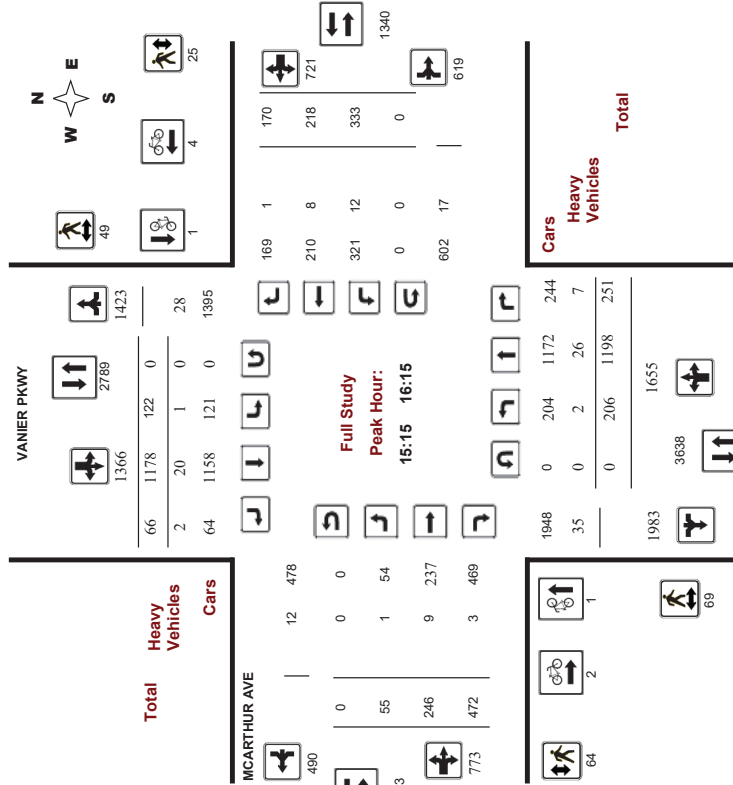 N
W E
S
49
1
4
25
VANIER PKWY
2789
1366
1423
66 1178 122 0
2 20 1 0 28
64 1158 121 0 1395
Total
Heavy
Vehicles
Cars
1340
721
619
169 1 170
210 8 218
321 12 333
0 0 0
602 17
Full Study
Peak Hour:
15:15 16:15
MCARTHUR AVE
490
12 478
0 0 0
55 1 54
246 9 237
472 3 469
3
773
Cars
Heavy
Vehicles
Total
1948 0 204 1172 244
35 0 2 26 7
0 206 1198 251
1983
1655
3638
64
2
1
69